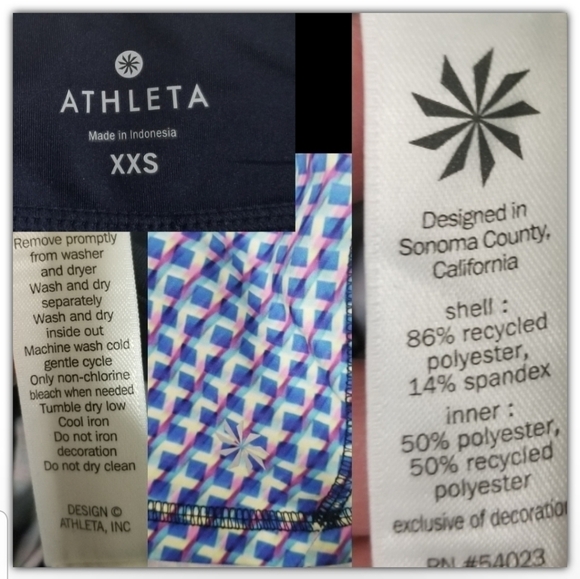 ATHLETA
Made in Indonesia
XXS
Remove promptly
from washer
and dryer
Wash and dry
separately
Wash and dry
inside out
Machine wash cold
gentle cycle
Only non-chlorine
bleach when needed
Tumble dry low
Cool iron
Do not iron
decoration
Do not dry clean
DESIGN ©
ATHLETA, INC
Designed in
Sonoma County,
California
shell :
86% recycled
polyester,
14% spandex
inner :
50% polyester,
50% recycled
polyester
exclusive of decoration
RN #54023